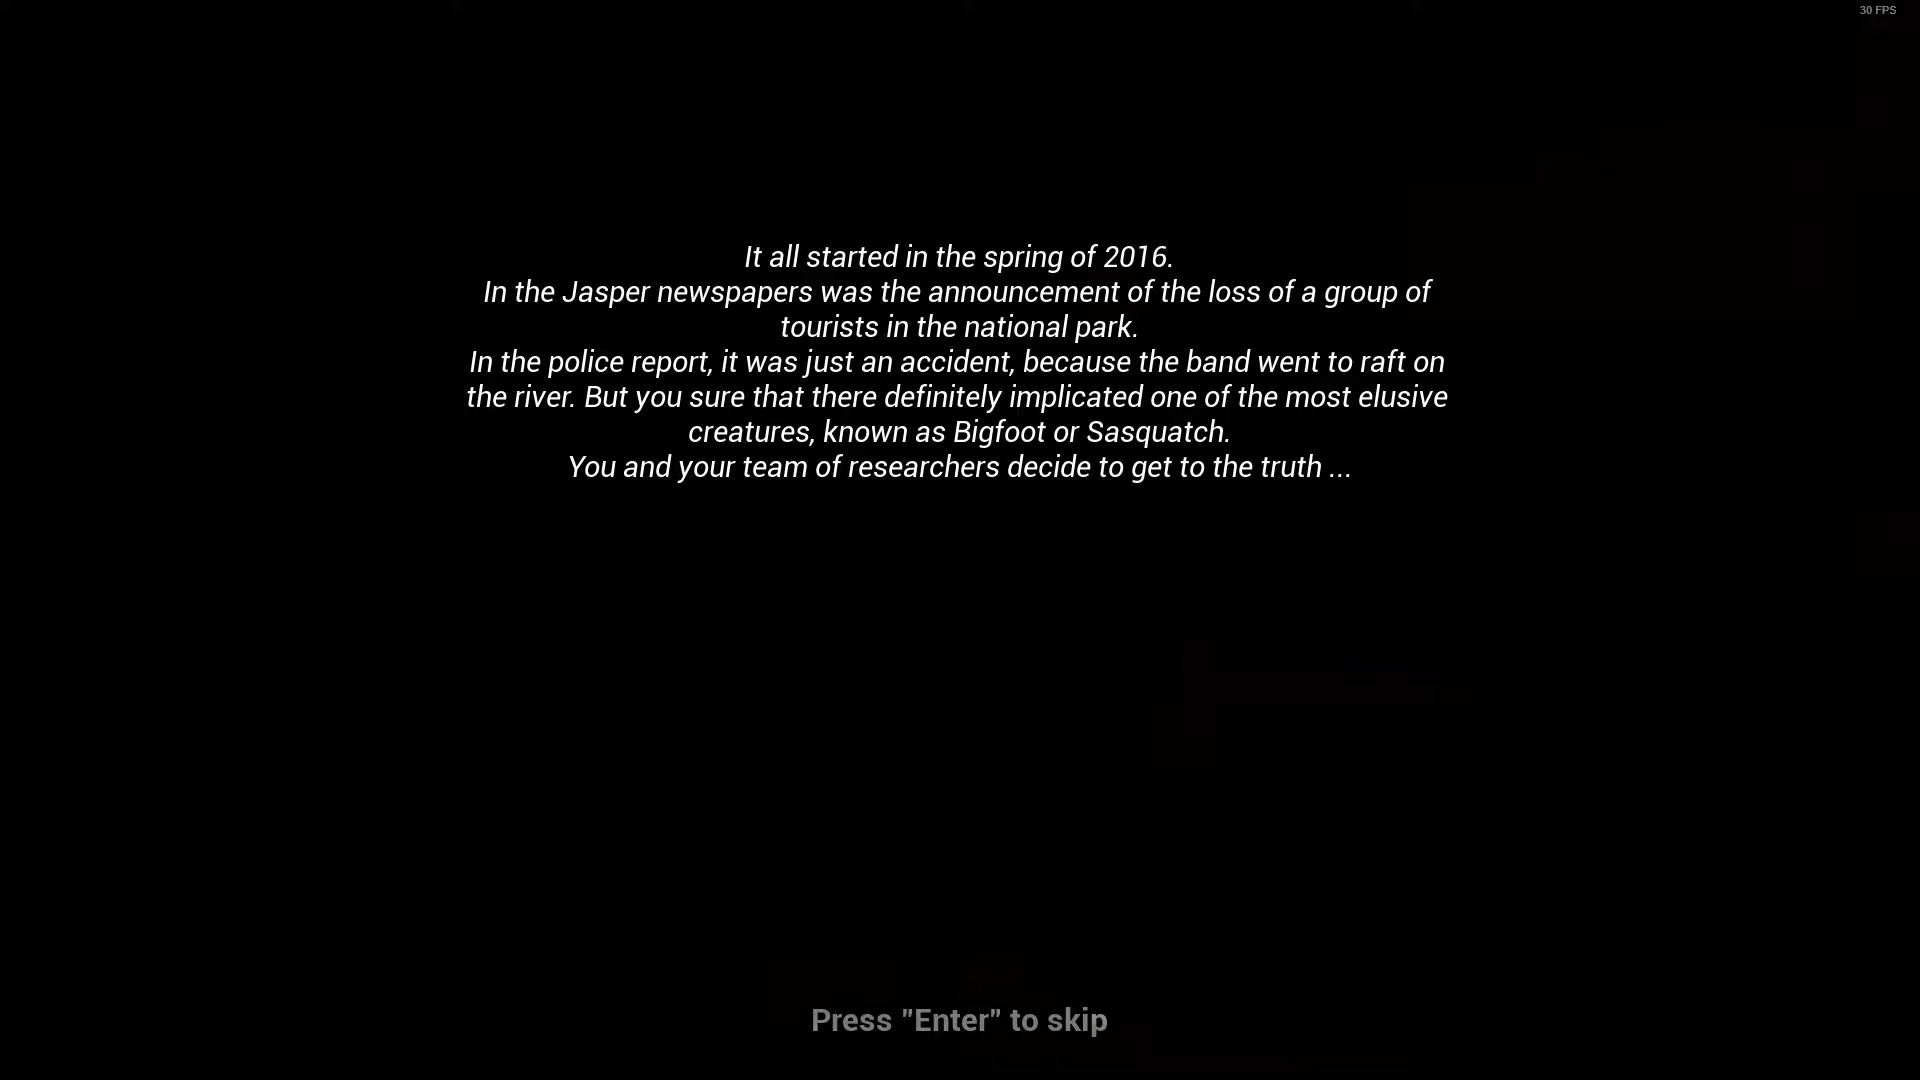 30 FPS
It all started in the spring of 2016.
In the Jasper newspapers was the announcement of the loss of a group of
tourists in the national park.
In the police report, it was just an accident, because the band went to raft on
the river. But you sure that there definitely implicated one of the most elusive
creatures, known as Bigfoot or Sasquatch.
You and your team of researchers decide to get to the truth ...
Press "Enter" to skip